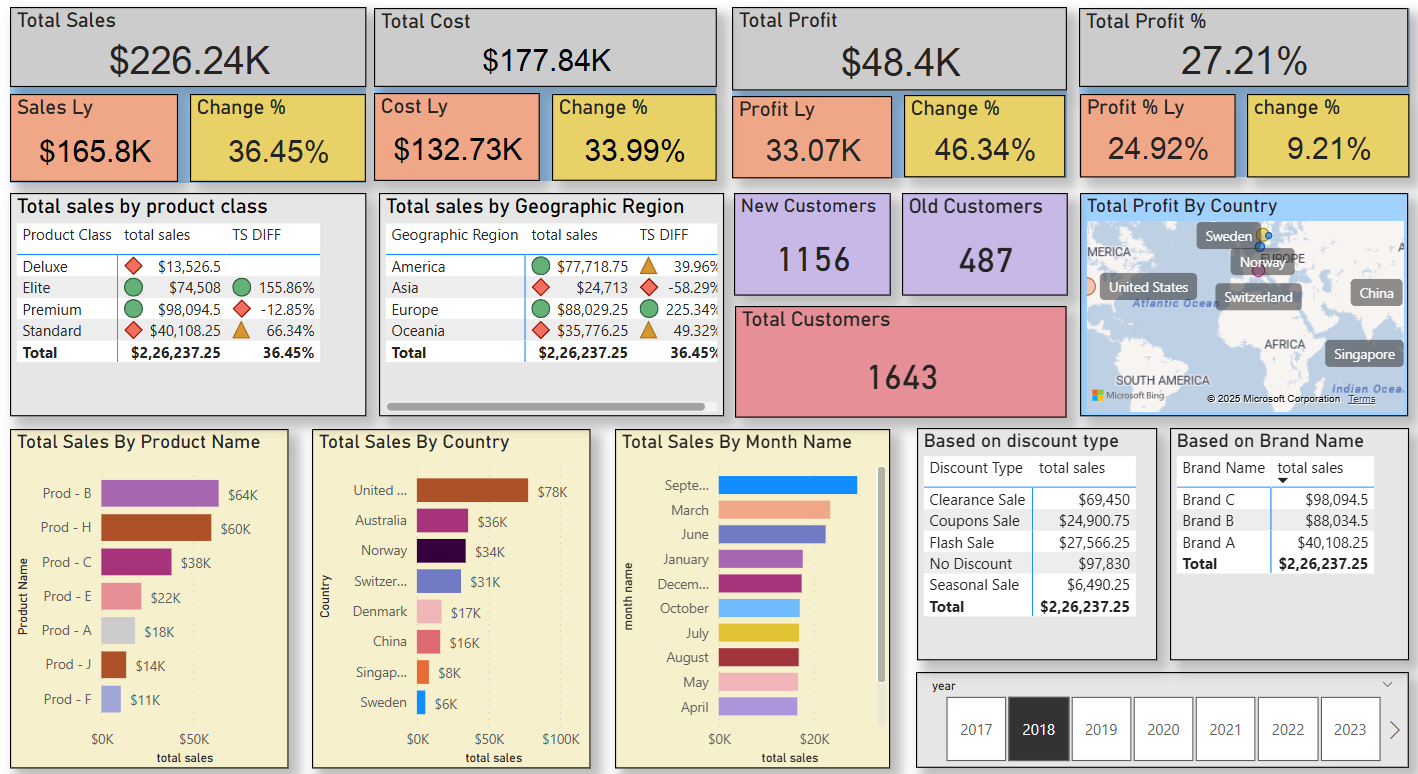 Total Sales
$226.24K
Total Cost
$177.84K
Total Profit
$48.4K
Total Profit %
27.21%
Sales Ly
$165.8K
Change %
36.45%
Cost Ly
$132.73K
Change %
33.99%
Profit Ly
33.07K
Change %
46.34%
Profit % Ly
24.92%
change %
9.21%
Total sales by product class
Product Class total sales TS DIFF
Deluxe $13,526.5
Elite $74,508 155.86%
Premium $98,094.5 -12.85%
Standard $40,108.25 66.34%
Total $2,26,237.25 36.45%
Total sales by Geographic Region
Geographic Region total sales TS DIFF
America $77,718.75 39.96%
Asia $24,713 -58.29%
Europe $88,029.25 225.34%
Oceania $35,776.25 49.32%
Total $2,26,237.25 36.45%
New Customers
1156
Old Customers
487
Total Customers
1643
Total Profit By Country
Sweden
MERICA
EUROPE
Norway
United States
Switzerland
China
Atlantic Ocean
AFRICA
Singapore
SOUTH AMERICA
Indian Ocea
Microsoft Bing
© 2025 Microsoft Corporation Terms
Total Sales By Product Name
Product Name
Prod - B $64K
Prod - H $60K
Prod - C $38K
Prod - E $22K
Prod - A $18K
Prod - J $14K
Prod - F $11K
$0K $50K
total sales
Total Sales By Country
Country
United ... $78K
Australia $36K
Norway $34K
Switzer... $31K
Denmark $17K
China $16K
Singap... $8K
Sweden $6K
$0K $50K $100K
total sales
Total Sales By Month Name
month name
Septe...
March
June
January
Decem...
October
July
August
May
April
$0K $20K
total sales
Based on discount type
Discount Type total sales
Clearance Sale $69,450
Coupons Sale $24,900.75
Flash Sale $27,566.25
No Discount $97,830
Seasonal Sale $6,490.25
Total $2,26,237.25
Based on Brand Name
Brand Name total sales
Brand C $98,094.5
Brand B $88,034.5
Brand A $40,108.25
Total $2,26,237.25
year
2017 2018 2019 2020 2021 2022 2023